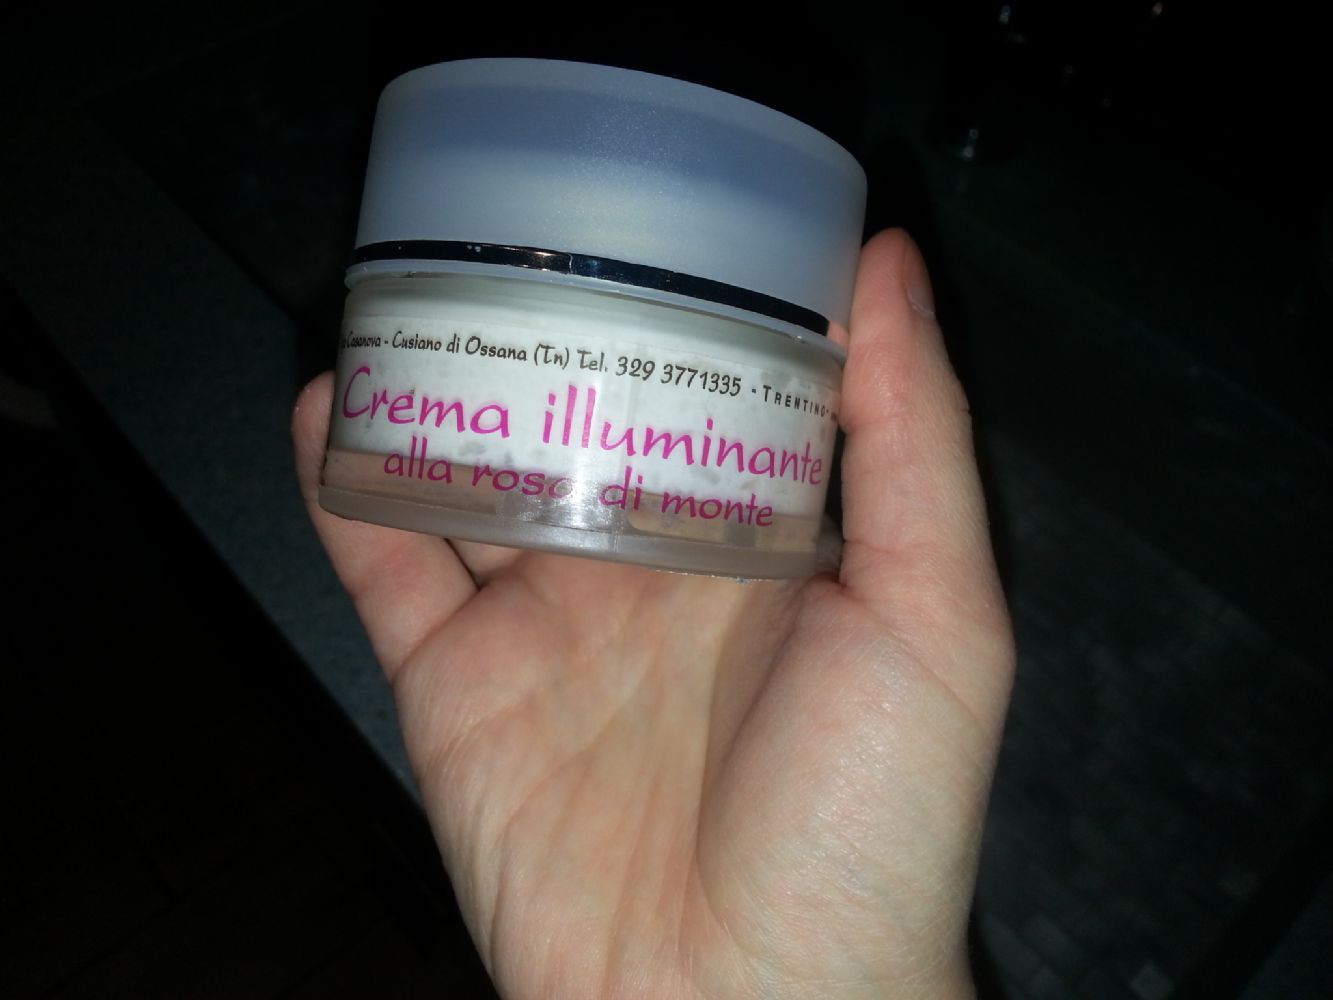 Casanova - Cusiano di Ossana (Tn) Tel. 329 3771335 - TRENTINO
Crema illuminante
alla rosa di monte